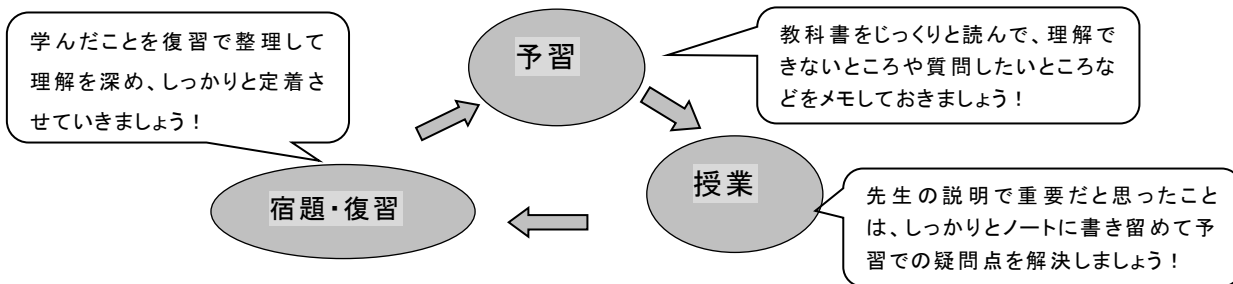 学んだことを復習で整理して
理解を深め、しっかりと定着さ
せていきましょう！
予習
教科書をじっくりと読んで、理解で
きないところや質問したいところな
どをメモしておきましょう！
宿題・復習
授業
先生の説明で重要だと思ったこと
は、しっかりとノートに書き留めて予
習での疑問点を解決しましょう！